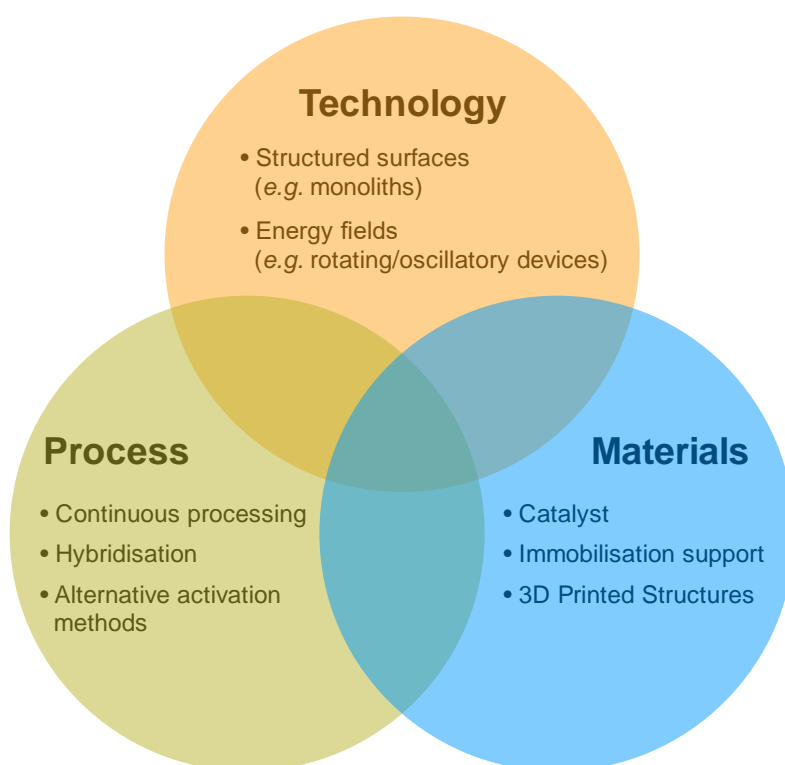 Technology
• Structured surfaces
(e.g. monoliths)
• Energy fields
(e.g. rotating/oscillatory devices)
Process
• Continuous processing
• Hybridisation
• Alternative activation
methods
Materials
• Catalyst
• Immobilisation support
• 3D Printed Structures